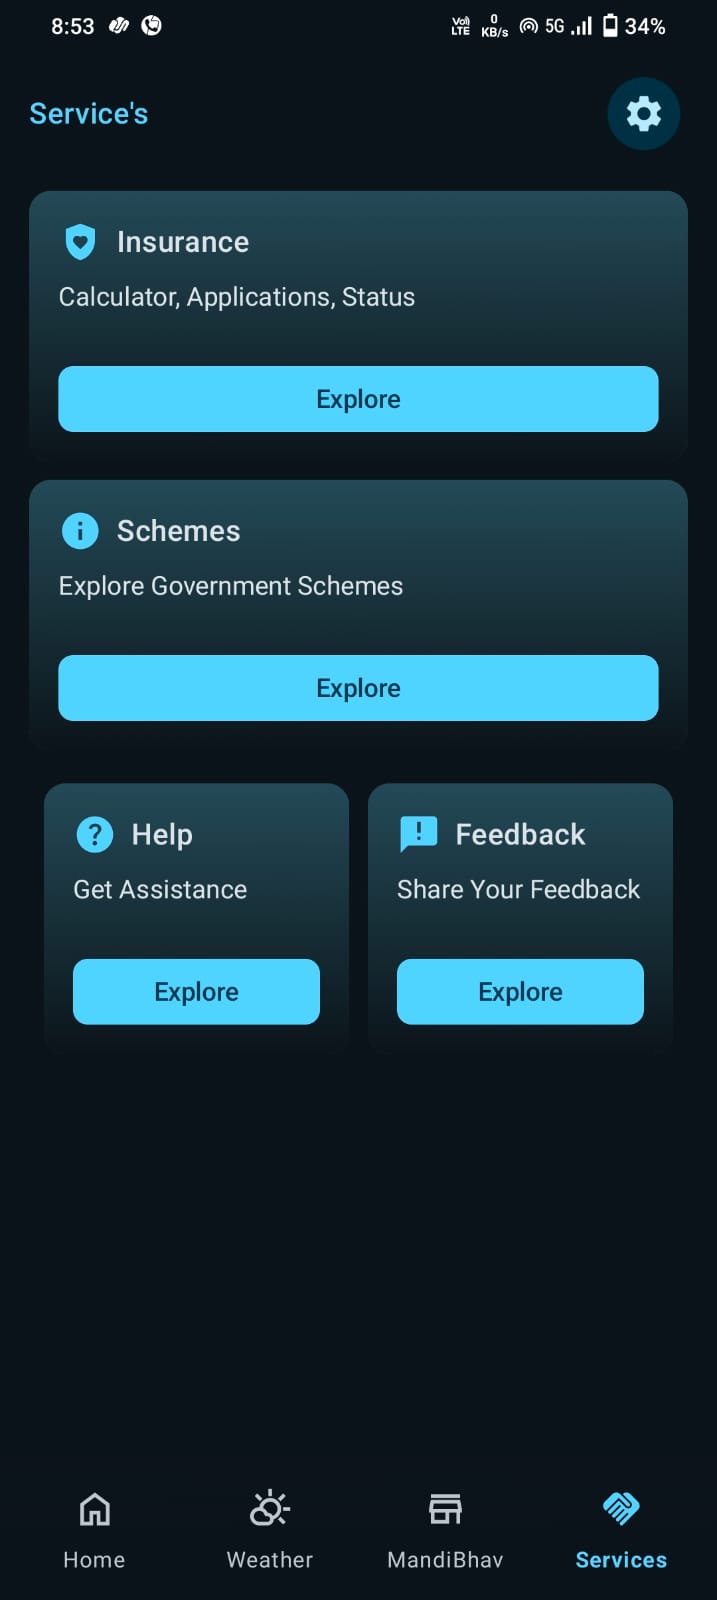 8:53 Vo)) LTE 0 KB/s 5G 34%
Service's
Insurance
Calculator, Applications, Status
Explore
Schemes
Explore Government Schemes
Explore
Help
Get Assistance
Explore
Feedback
Share Your Feedback
Explore
Home Weather MandiBhav Services